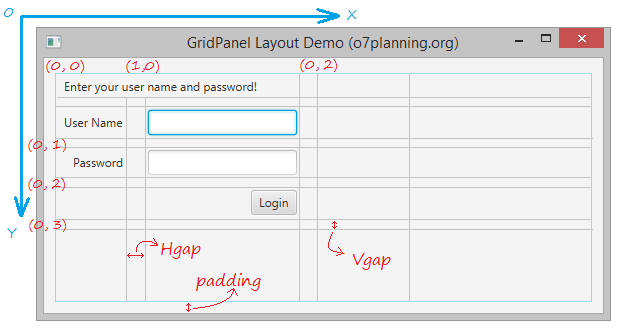 O X
GridPanel Layout Demo (o7planning.org)
(0, 0) (1,0) (0, 2)
Enter your user name and password!
User Name
(0, 1)
Password
(0, 2)
Login
(0, 3)
Y
Hgap
Vgap
padding